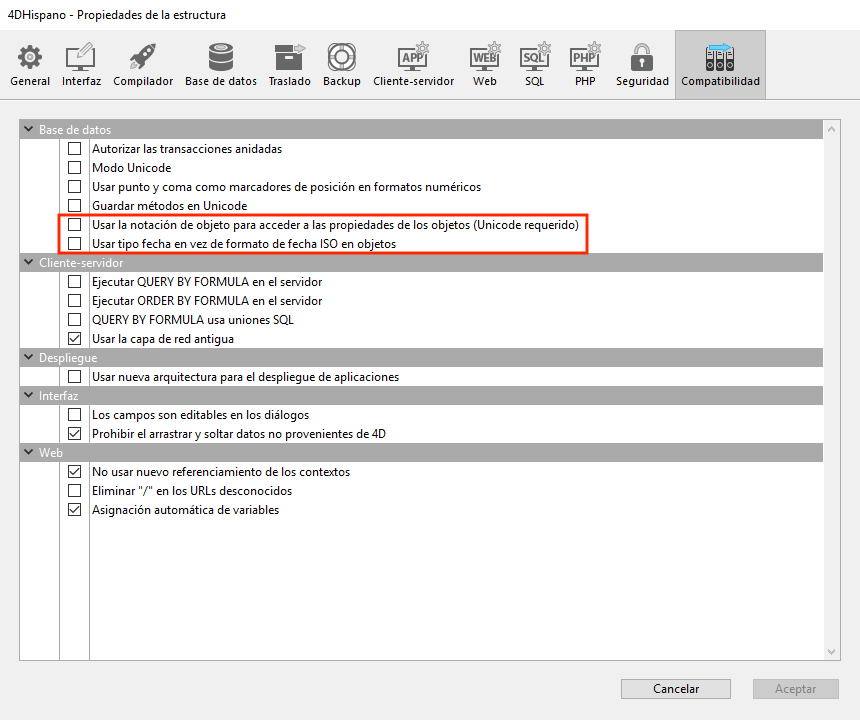 4DHispano - Propiedades de la estructura
General Interfaz Compilador Base de datos Traslado Backup Cliente-servidor Web SQL PHP Seguridad Compatibilidad
APP WEB SQL PHP
Base de datos
Autorizar las transacciones anidadas
Modo Unicode
Usar punto y coma como marcadores de posición en formatos numéricos
Guardar métodos en Unicode
Usar la notación de objeto para acceder a las propiedades de los objetos (Unicode requerido)
Usar tipo fecha en vez de formato de fecha ISO en objetos
Cliente-servidor
Ejecutar QUERY BY FORMULA en el servidor
Ejecutar ORDER BY FORMULA en el servidor
QUERY BY FORMULA usa uniones SQL
Usar la capa de red antigua
Despliegue
Usar nueva arquitectura para el despliegue de aplicaciones
Interfaz
Los campos son editables en los diálogos
Prohibir el arrastrar y soltar datos no provenientes de 4D
Web
No usar nuevo referenciamiento de los contextos
Eliminar "/" en los URLs desconocidos
Asignación automática de variables
Cancelar Aceptar